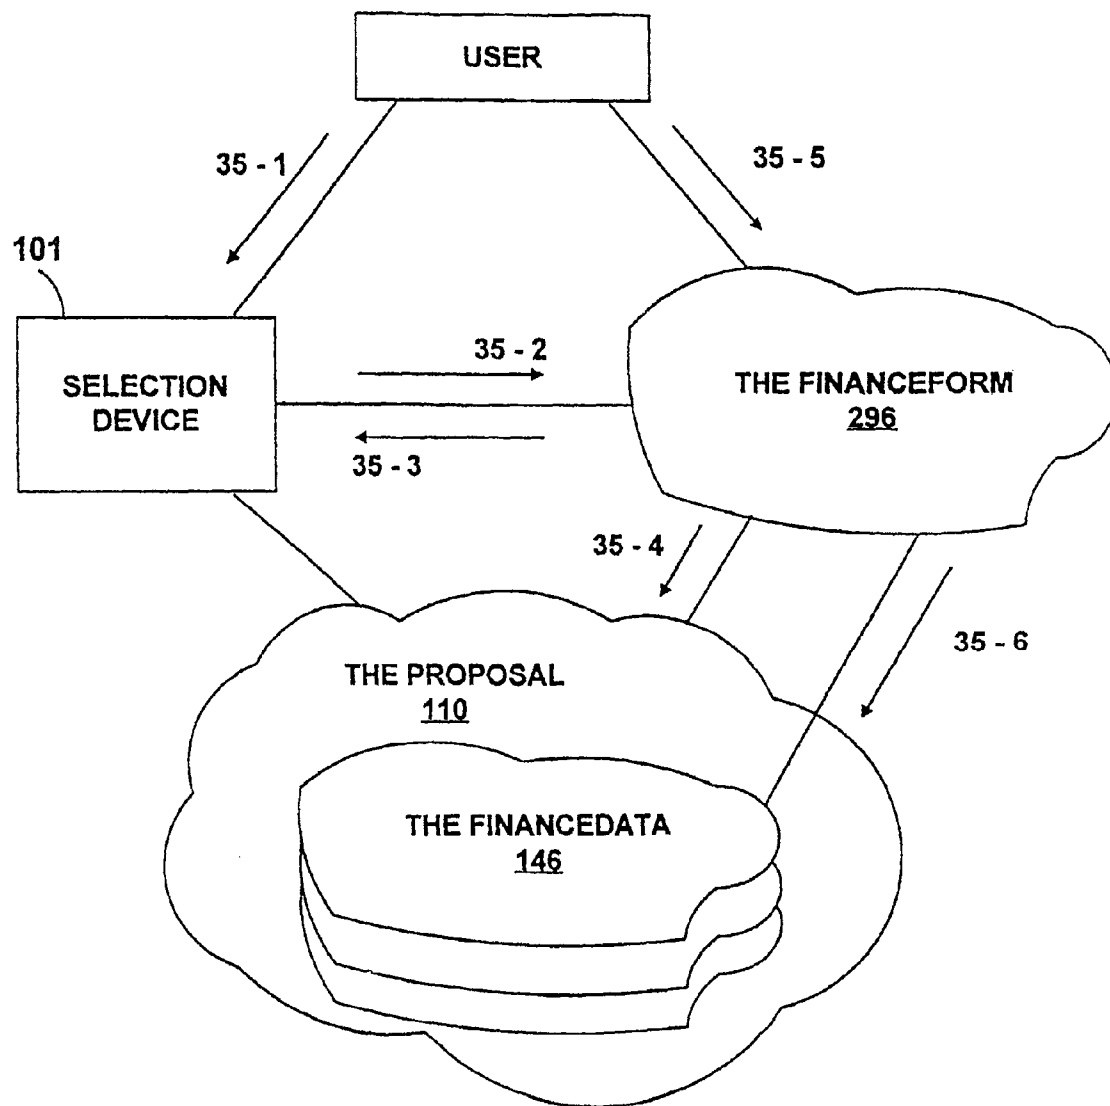 USER
35 - 1
35 - 5
101
35 - 2
SELECTION
DEVICE
THE FINANCEFORM
296
35 - 3
35 - 4
35 - 6
THE PROPOSAL
110
THE FINANCEDATA
146